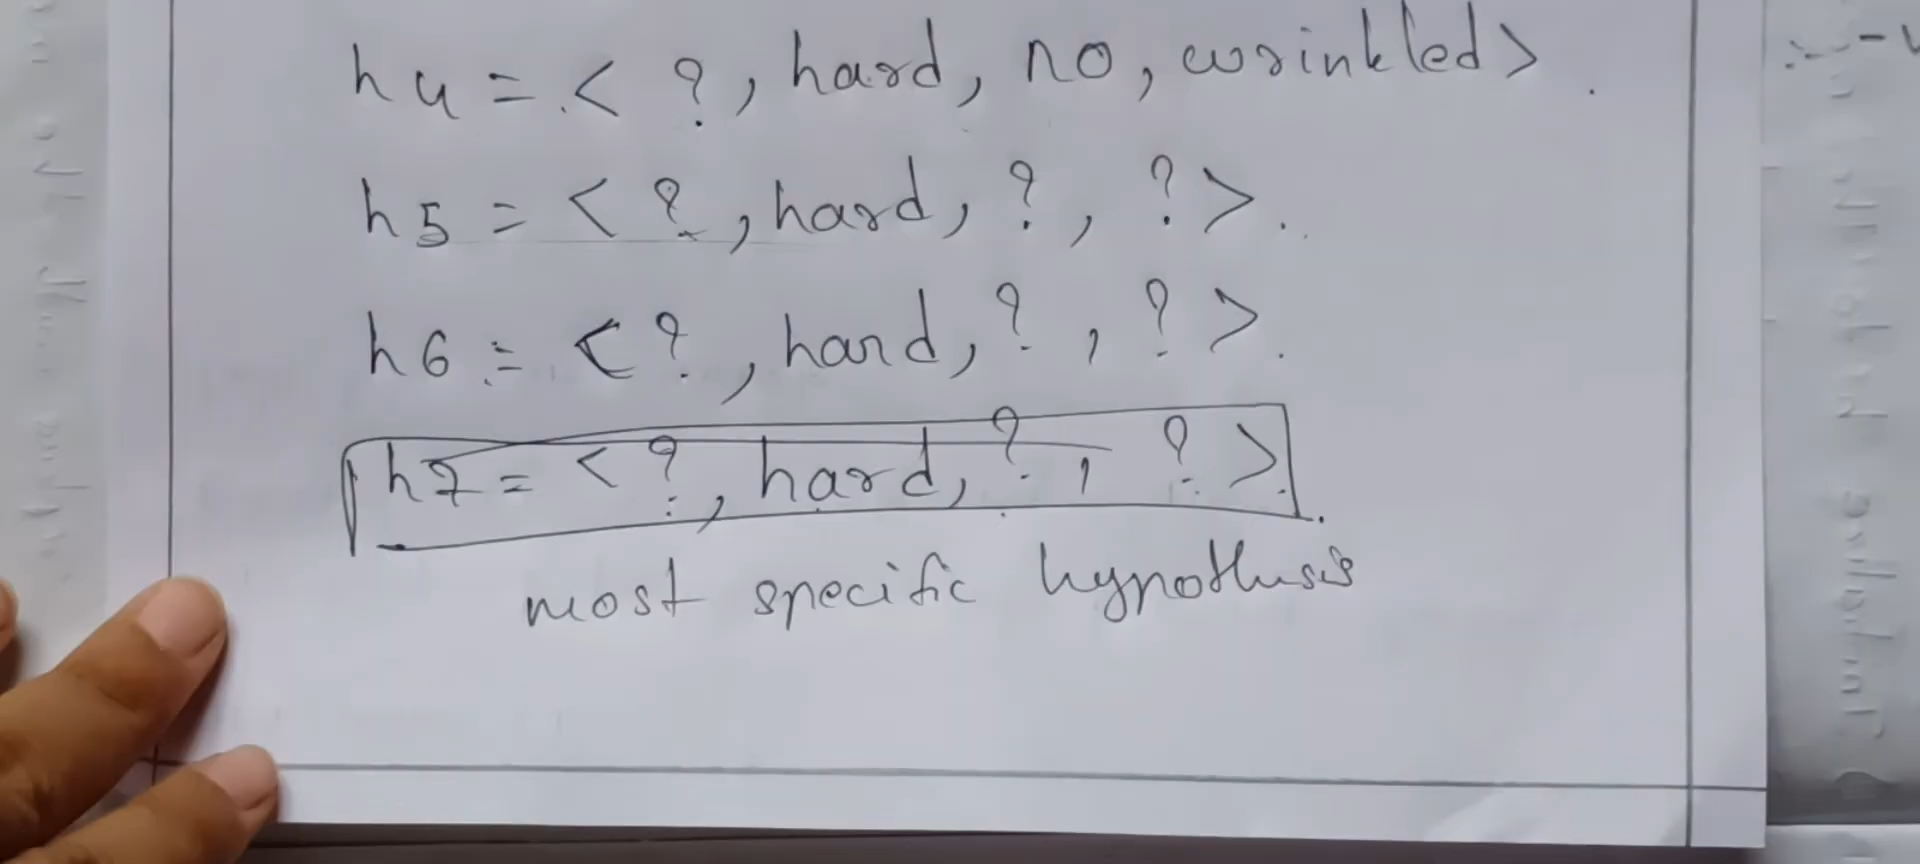 h4 = < ?, hard, no, wrinkled>.
h5 = < ?, hard, ?, ?>.
h6 = < ?, hard, ?, ?>.
h7 = < ?, hard, ?, ?>.
most specific hypothesis